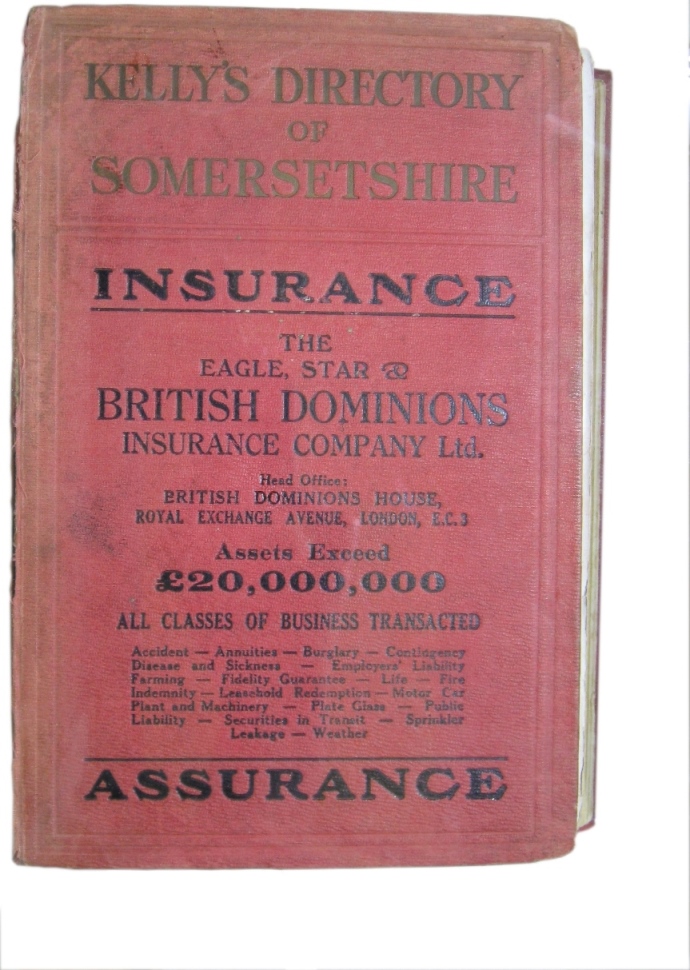 KELLY'S DIRECTORY
OF
SOMERSETSHIRE
INSURANCE
THE
EAGLE, STAR &
BRITISH DOMINIONS
INSURANCE COMPANY Ltd.
Head Office:
BRITISH DOMINIONS HOUSE,
ROYAL EXCHANGE AVENUE, LONDON, E.C.3
Assets Exceed
£20,000,000
ALL CLASSES OF BUSINESS TRANSACTED
Accident — Annuities — Burglary — Contingency
Disease and Sickness — Employers' Liability
Farming — Fidelity Guarantee — Life — Fire
Indemnity — Leasehold Redemption — Motor Car
Plant and Machinery — Plate Glass — Public
Liability — Securities in Transit — Sprinkler
Leakage — Weather
ASSURANCE